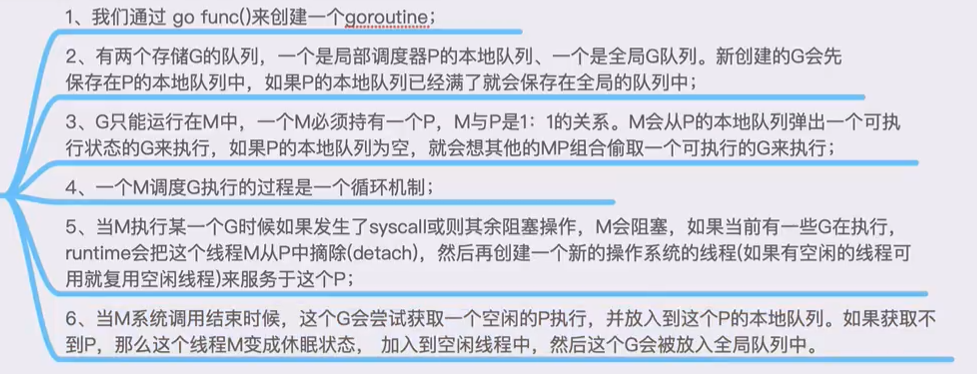 1、我们通过 go func()来创建一个goroutine；
2、有两个存储G的队列，一个是局部调度器P的本地队列、一个是全局G队列。新创建的G会先
保存在P的本地队列中，如果P的本地队列已经满了就会保存在全局的队列中；
3、G只能运行在M中，一个M必须持有一个P，M与P是1：1的关系。M会从P的本地队列弹出一个可执
行状态的G来执行，如果P的本地队列为空，就会想其他的MP组合偷取一个可执行的G来执行；
4、一个M调度G执行的过程是一个循环机制；
5、当M执行某一个G时候如果发生了syscall或则其余阻塞操作，M会阻塞，如果当前有一些G在执行，
runtime会把这个线程M从P中摘除(detach)，然后再创建一个新的操作系统的线程(如果有空闲的线程可
用就复用空闲线程)来服务于这个P；
6、当M系统调用结束时候，这个G会尝试获取一个空闲的P执行，并放入到这个P的本地队列。如果获取不
到P，那么这个线程M变成休眠状态， 加入到空闲线程中，然后这个G会被放入全局队列中。